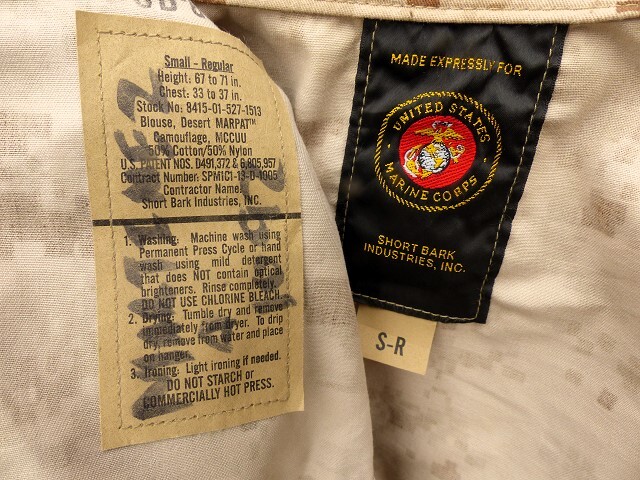 Small - Regular
Height: 67 to 71 in.
Chest: 33 to 37 in.
Stock No: 8415-01-527-1513
Blouse, Desert MARPAT™
Camouflage, MCCUU
50% Cotton/50% Nylon
U.S. PATENT NOS. D491,372 & 6,805,957
Contract Number: SPM1C1-13-D-1005
Contractor Name,
Short Bark Industries, INC.
1. Washing: Machine wash using
Permanent Press Cycle or hand
wash using mild detergent
that does NOT contain optical
brighteners. Rinse completely.
DO NOT USE CHLORINE BLEACH.
2. Drying: Tumble dry and remove
immediately from dryer. To drip
dry, remove from water and place
on hanger.
3. Ironing: Light ironing if needed.
DO NOT STARCH or
COMMERCIALLY HOT PRESS.
MADE EXPRESSLY FOR
UNITED STATES
MARINE CORPS
SHORT BARK
INDUSTRIES, INC.
S-R